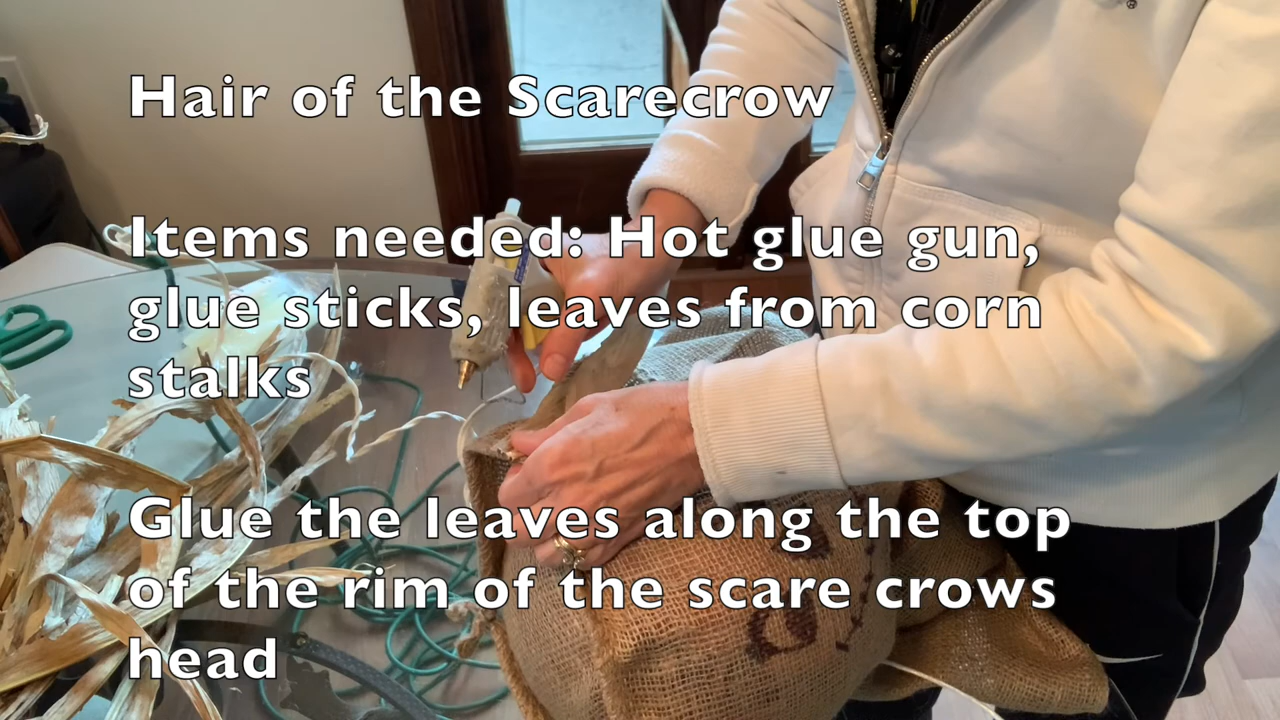 Hair of the Scarecrow
Items needed: Hot glue gun,
glue sticks, leaves from corn
stalks
Glue the leaves along the top
of the rim of the scare crows
head